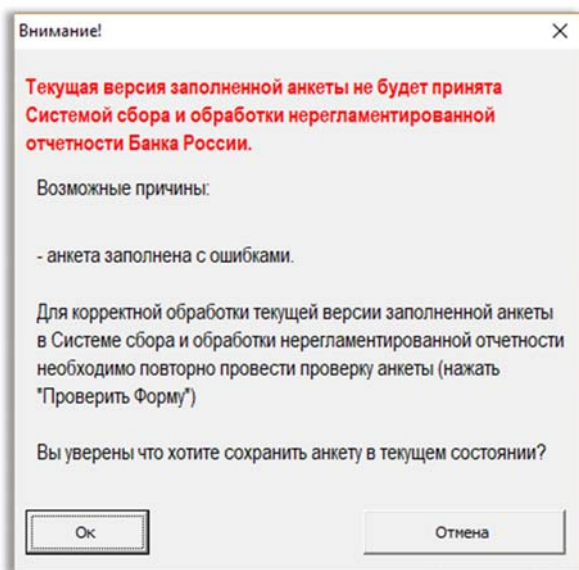 Внимание!
Текущая версия заполненной анкеты не будет принята
Системой сбора и обработки нерегламентированной
отчетности Банка России.
Возможные причины:
- анкета заполнена с ошибками.
Для корректной обработки текущей версии заполненной анкеты
в Системе сбора и обработки нерегламентированной отчетности
необходимо повторно провести проверку анкеты (нажать
"Проверить Форму")
Вы уверены что хотите сохранить анкету в текущем состоянии?
Ок
Отмена